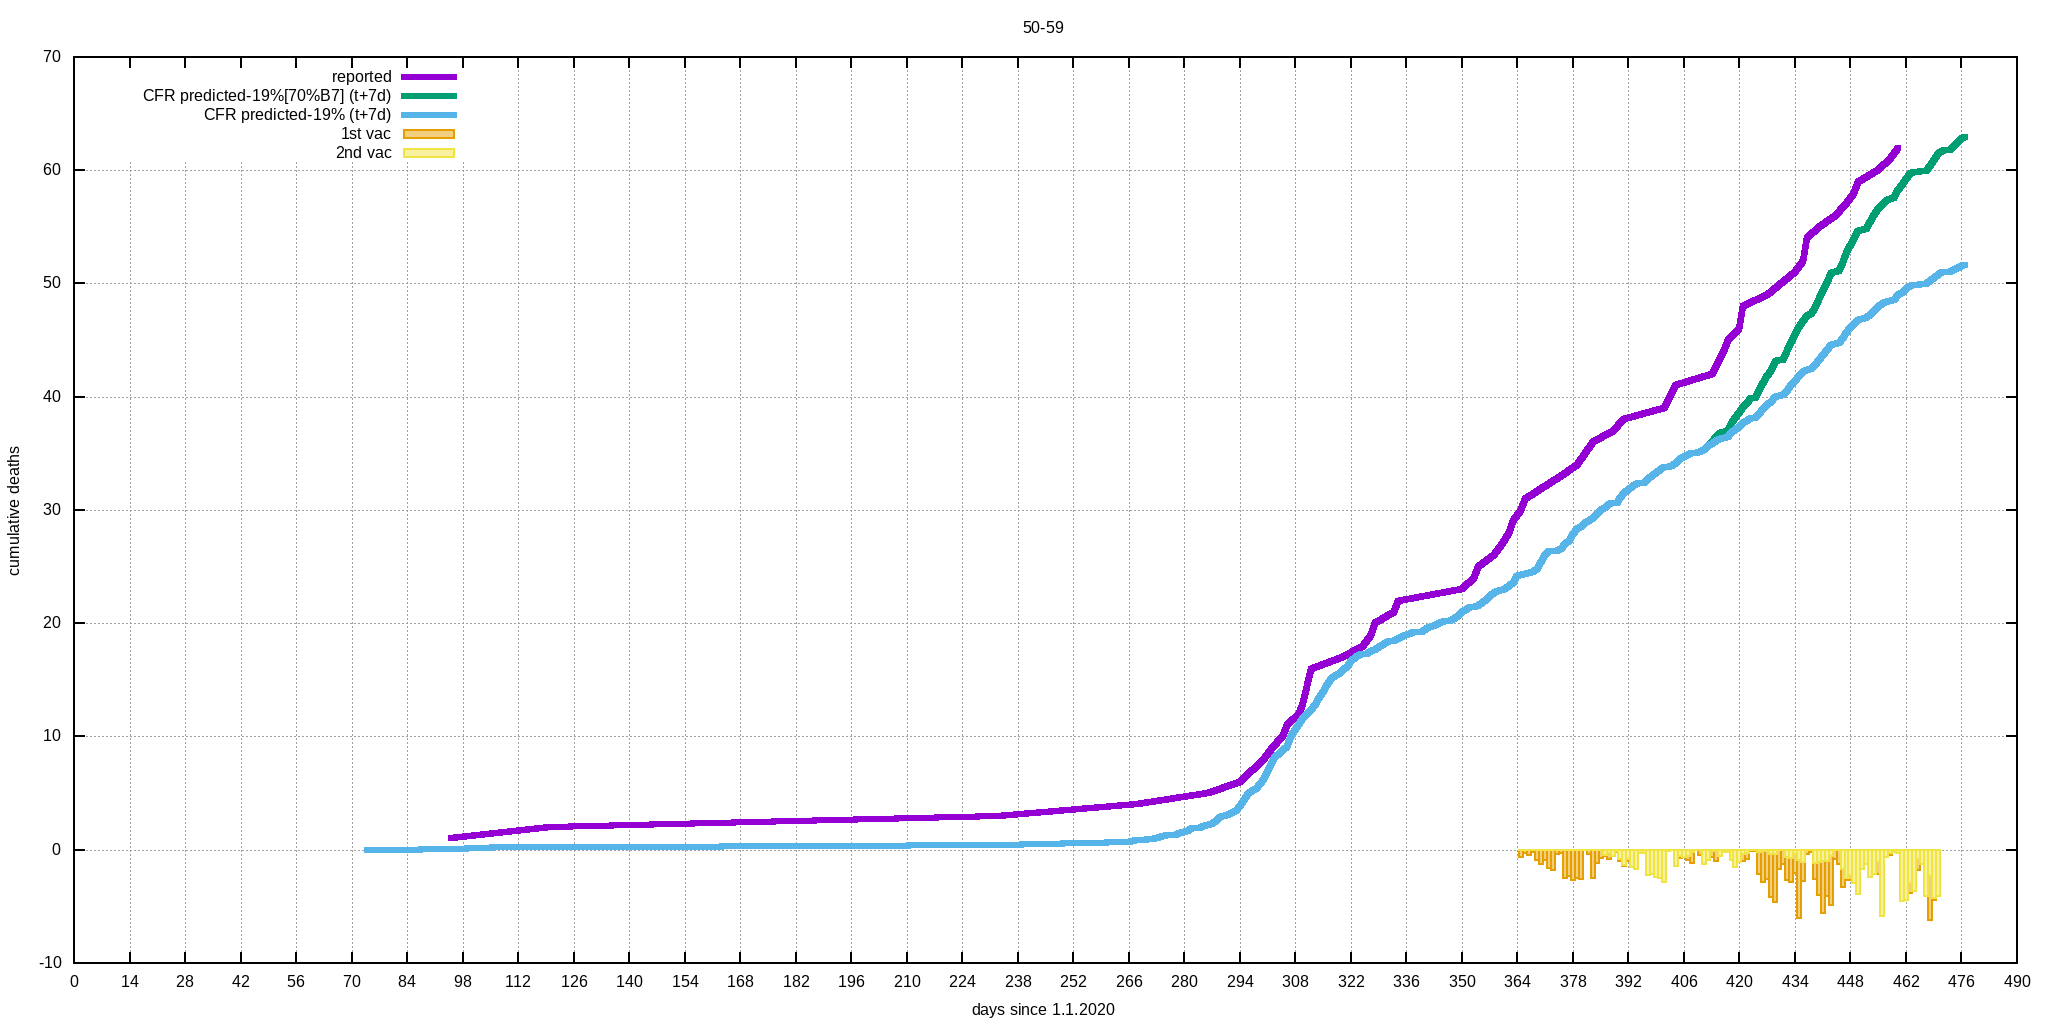 50-59
70
60
50
40
30
20
10
0
-10
cumulative deaths
reported
CFR predicted-19%[70%B7] (t+7d)
CFR predicted-19% (t+7d)
1st vac
2nd vac
0 14 28 42 56 70 84 98 112 126 140 154 168 182 196 210 224 238 252 266 280 294 308 322 336 350 364 378 392 406 420 434 448 462 476 490
days since 1.1.2020